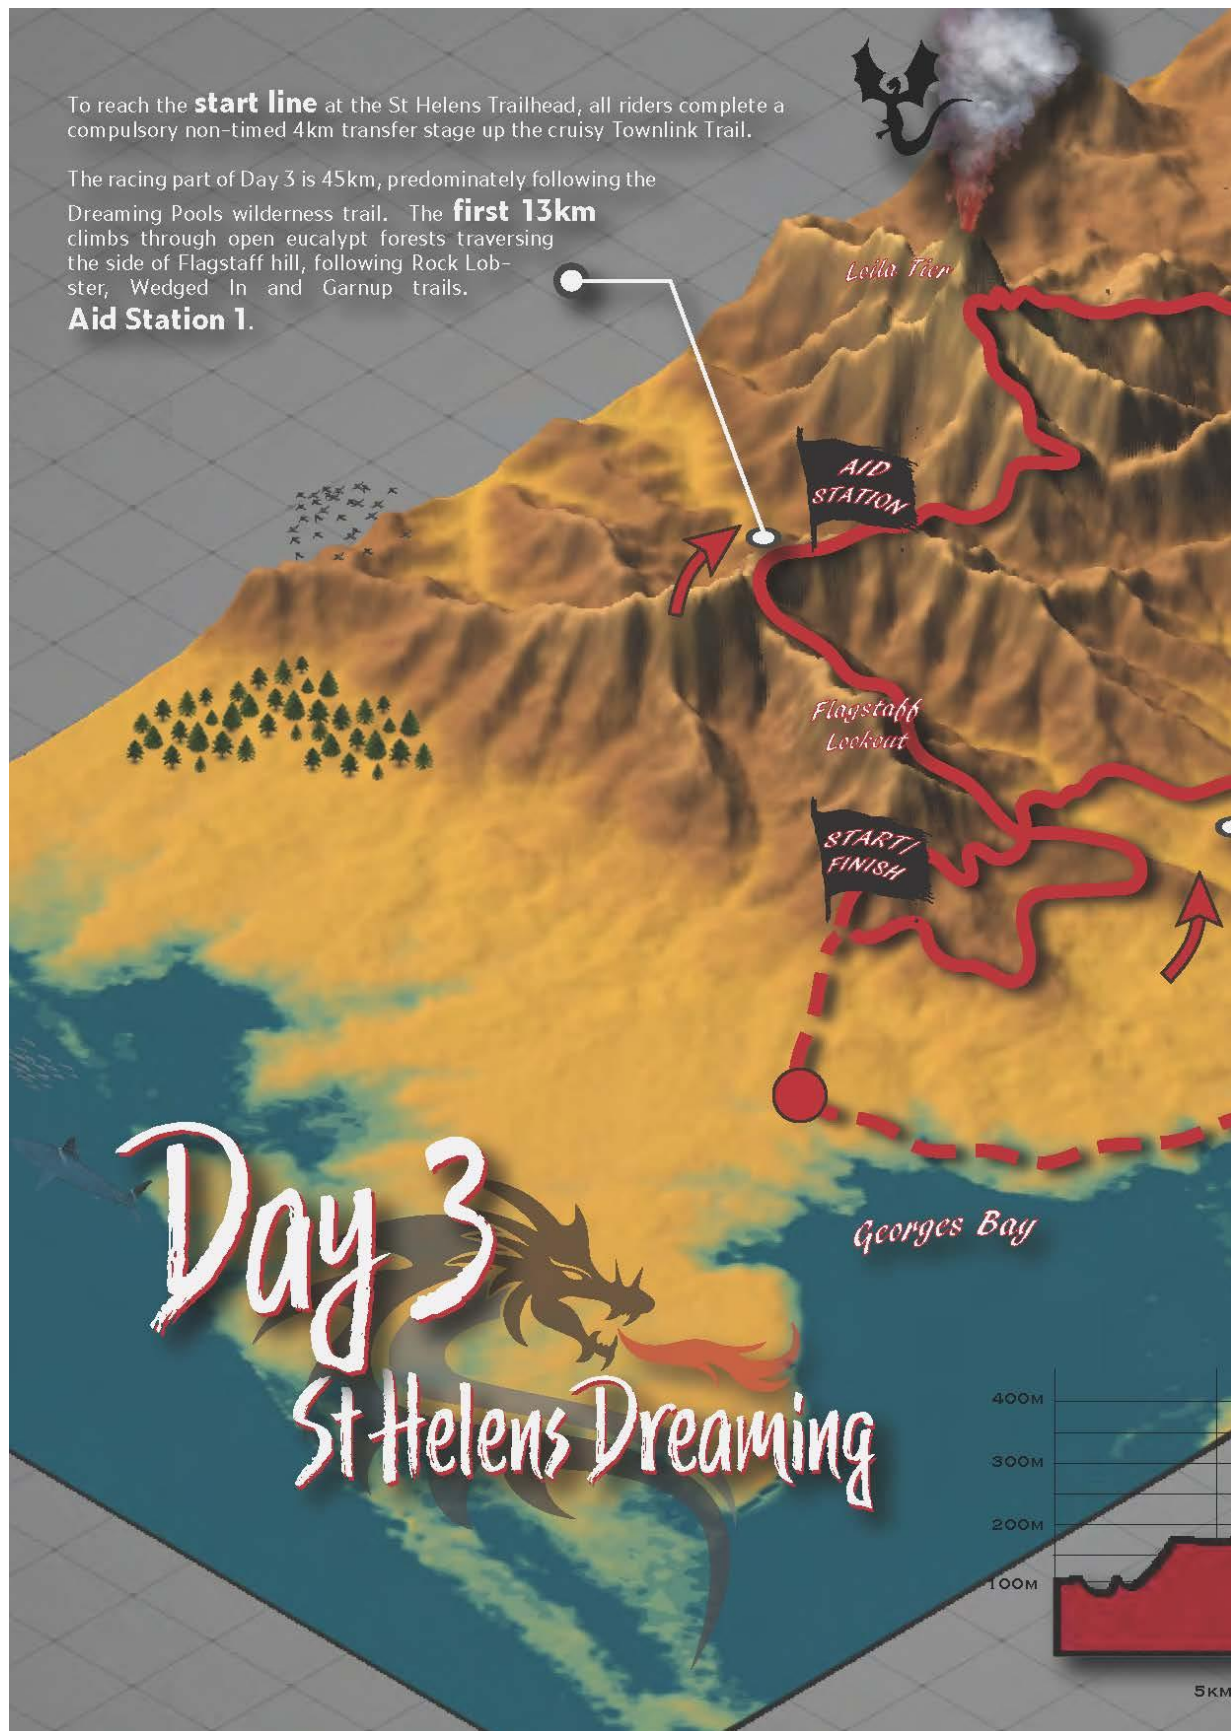 To reach the start line at the St Helens Trailhead, all riders complete a
compulsory non-timed 4km transfer stage up the cruisy Townlink Trail.
The racing part of Day 3 is 45km, predominately following the
Dreaming Pools wilderness trail. The first 13km
climbs through open eucalypt forests traversing
the side of Flagstaff hill, following Rock Lob-
ster, Wedged In and Garnup trails.
Aid Station 1.
Loila Tier
AID
STATION
Flagstaff
Lookout
START/
FINISH
Georges Bay
Day 3
St Helens Dreaming
400M
300M
200M
100M
5KM